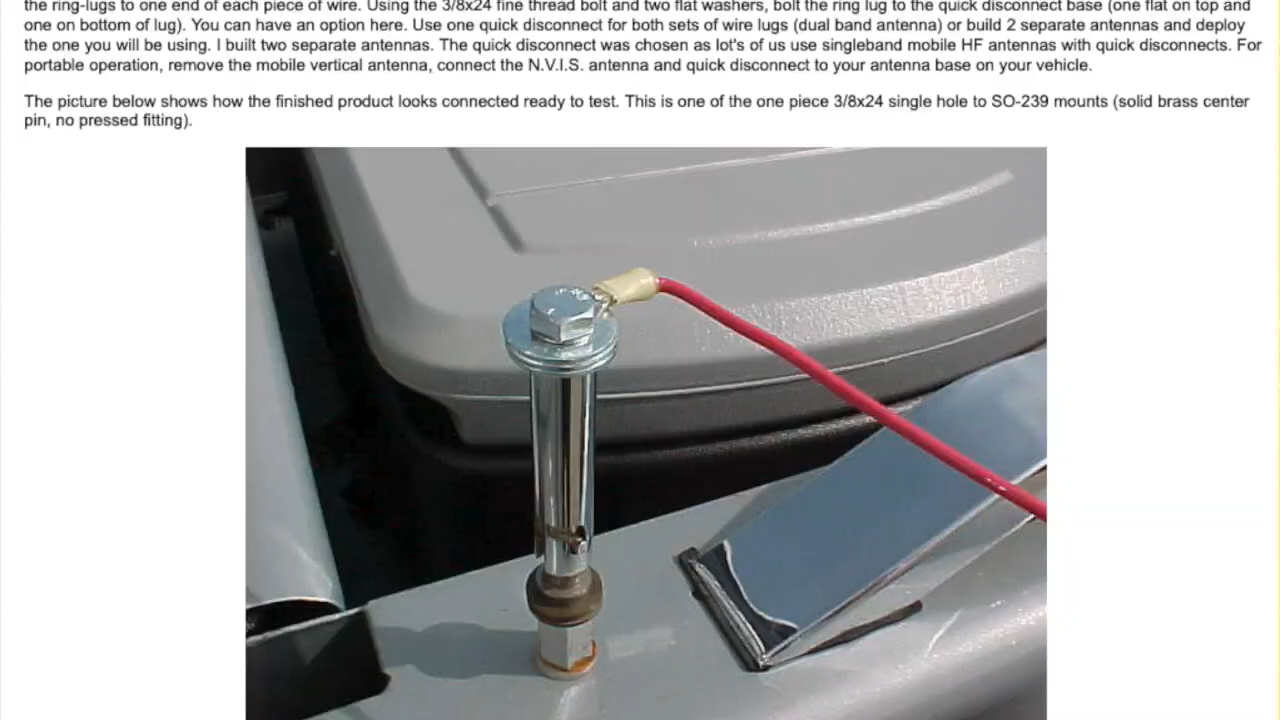 the ring-lugs to one end of each piece of wire. Using the 3/8x24 fine thread bolt and two flat washers, bolt the ring lug to the quick disconnect base (one flat on top and
one on bottom of lug). You can have an option here. Use one quick disconnect for both sets of wire lugs (dual band antenna) or build 2 separate antennas and deploy
the one you will be using. I built two separate antennas. The quick disconnect was chosen as lot's of us use singleband mobile HF antennas with quick disconnects. For
portable operation, remove the mobile vertical antenna, connect the N.V.I.S. antenna and quick disconnect to your antenna base on your vehicle.
The picture below shows how the finished product looks connected ready to test. This is one of the one piece 3/8x24 single hole to SO-239 mounts (solid brass center
pin, no pressed fitting).